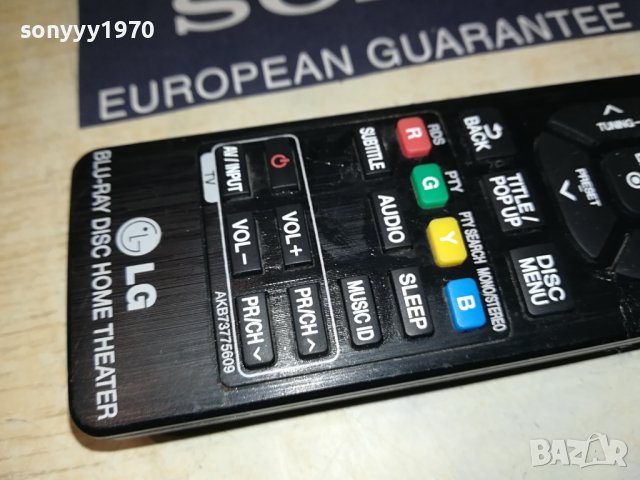 sonyyy1970
EUROPEAN GUARANTEE
BLU-RAY DISC HOME THEATER
LG
TV
AV/INPUT
VOL−
VOL+
PR/CH
PR/CH
AKB73775609
SUBTITLE
AUDIO
MUSIC ID
SLEEP
R
RDS
G
PTY
Y
PTY SEARCH
B
MONO/STEREO
BACK
TITLE/
POP UP
DISC
MENU
TUNING−
PRESET
BAZAR
bg